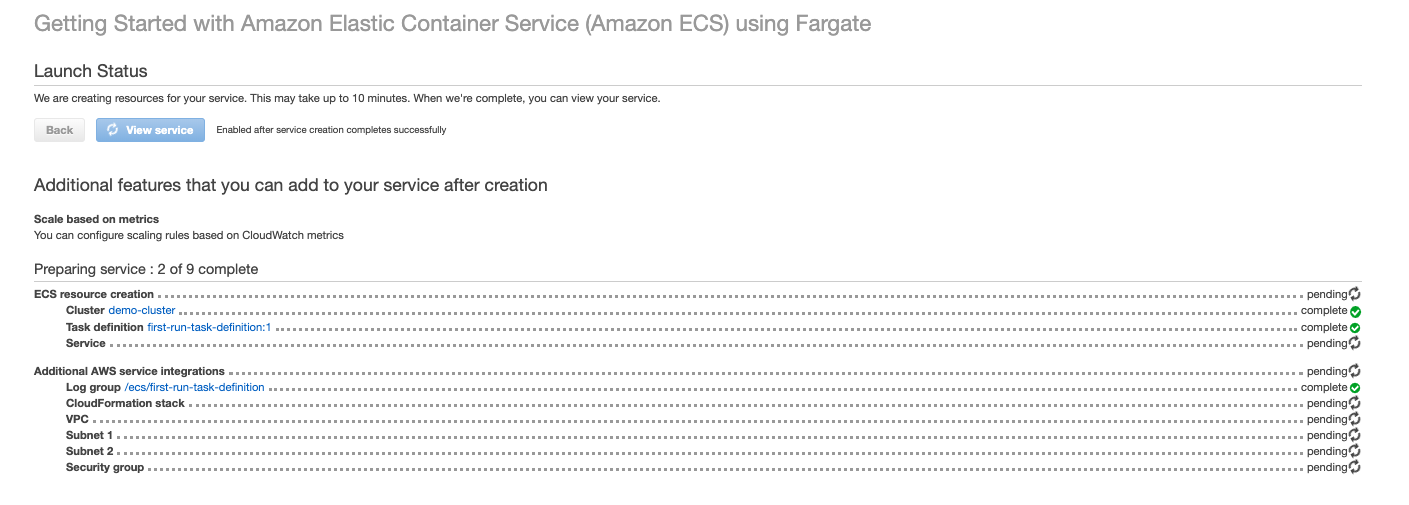 Getting Started with Amazon Elastic Container Service (Amazon ECS) using Fargate
Launch Status
We are creating resources for your service. This may take up to 10 minutes. When we're complete, you can view your service.
Back View service Enabled after service creation completes successfully
Additional features that you can add to your service after creation
Scale based on metrics
You can configure scaling rules based on CloudWatch metrics
Preparing service : 2 of 9 complete
ECS resource creation pending
Cluster demo-cluster complete
Task definition first-run-task-definition:1 complete
Service pending
Additional AWS service integrations pending
Log group /ecs/first-run-task-definition complete
CloudFormation stack pending
VPC pending
Subnet 1 pending
Subnet 2 pending
Security group pending